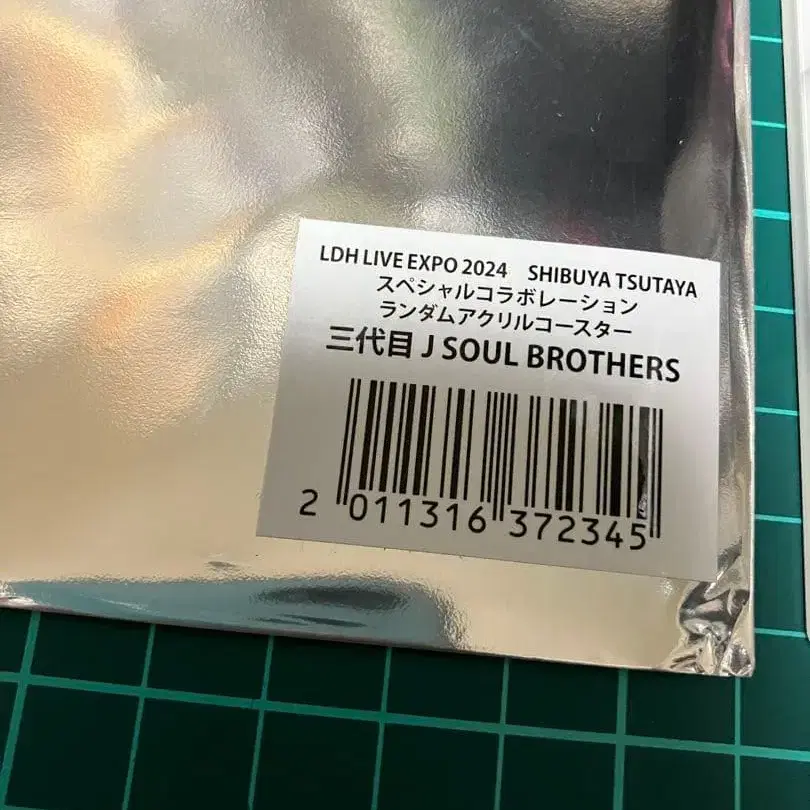 LDH LIVE EXPO 2024　SHIBUYA TSUTAYA
スペシャルコラボレーション
ランダムアクリルコースター
三代目 J SOUL BROTHERS
2 011316 372345